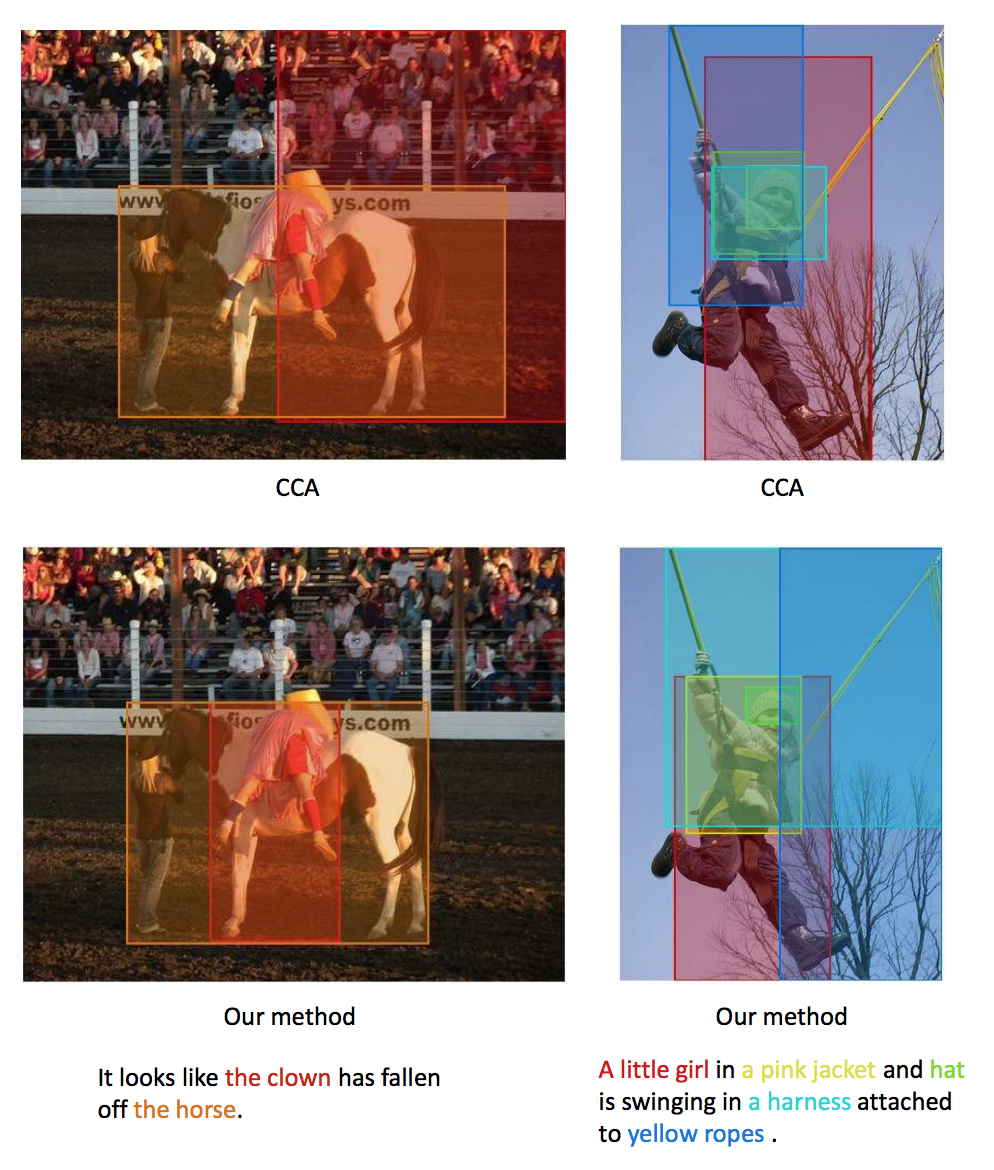 www
fios
ys.com
CCA
CCA
www
fios
ys.com
Our method
Our method
It looks like the clown has fallen
off the horse.
A little girl in a pink jacket and hat
is swinging in a harness attached
to yellow ropes .